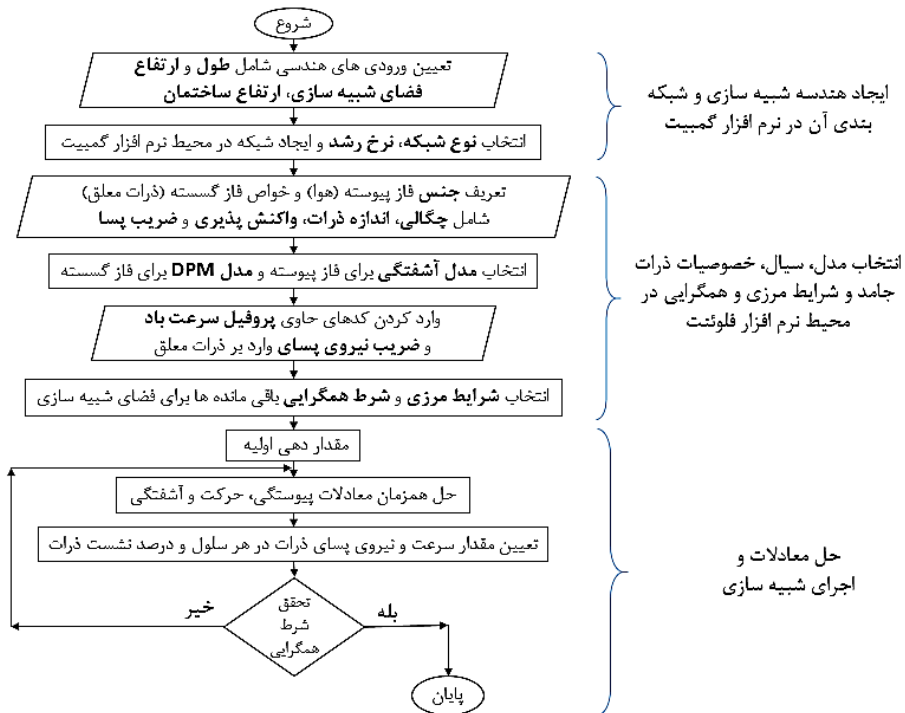 شروع
تعیین ورودی های هندسی شامل طول و ارتفاع
فضای شبیه سازی، ارتفاع ساختمان
انتخاب نوع شبکه، نرخ رشد و ایجاد شبکه در محیط نرم افزار گمبیت
ایجاد هندسه شبیه سازی و شبکه
بندی آن در نرم افزار گمبیت
تعریف جنس فاز پیوسته (هوا) و خواص فاز گسسته (ذرات معلق)
شامل چگالی، اندازه ذرات، واکنش پذیری و ضریب پسا
انتخاب مدل آشفتگی برای فاز پیوسته و مدل DPM برای فاز گسسته
وارد کردن کدهای حاوی پروفیل سرعت باد
و ضریب نیروی پسای وارد بر ذرات معلق
انتخاب شرایط مرزی و شرط همگرایی باقی مانده ها برای فضای شبیه سازی
انتخاب مدل، سیال، خصوصیات ذرات
جامد و شرایط مرزی و همگرایی در
محیط نرم افزار فلوئنت
مقدار دهی اولیه
حل همزمان معادلات پیوستگی، حرکت و آشفتگی
تعیین مقدار سرعت و نیروی پسای ذرات در هر سلول و درصد نشست ذرات
تحقق
شرط
همگرایی
خیر
بله
پایان
حل معادلات و
اجرای شبیه سازی